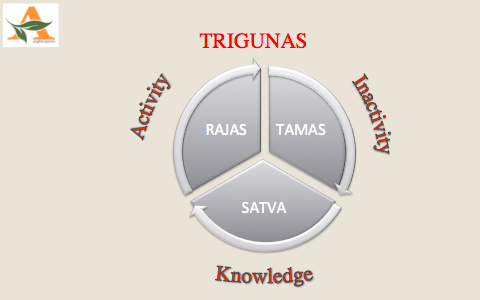 A
TRIGUNAS
Activity
Inactivity
RAJAS
TAMAS
SATVA
Knowledge